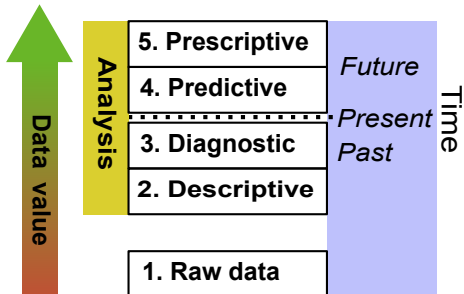 Data value
Analysis
5. Prescriptive
4. Predictive
3. Diagnostic
2. Descriptive
1. Raw data
Future
Present
Past
Time